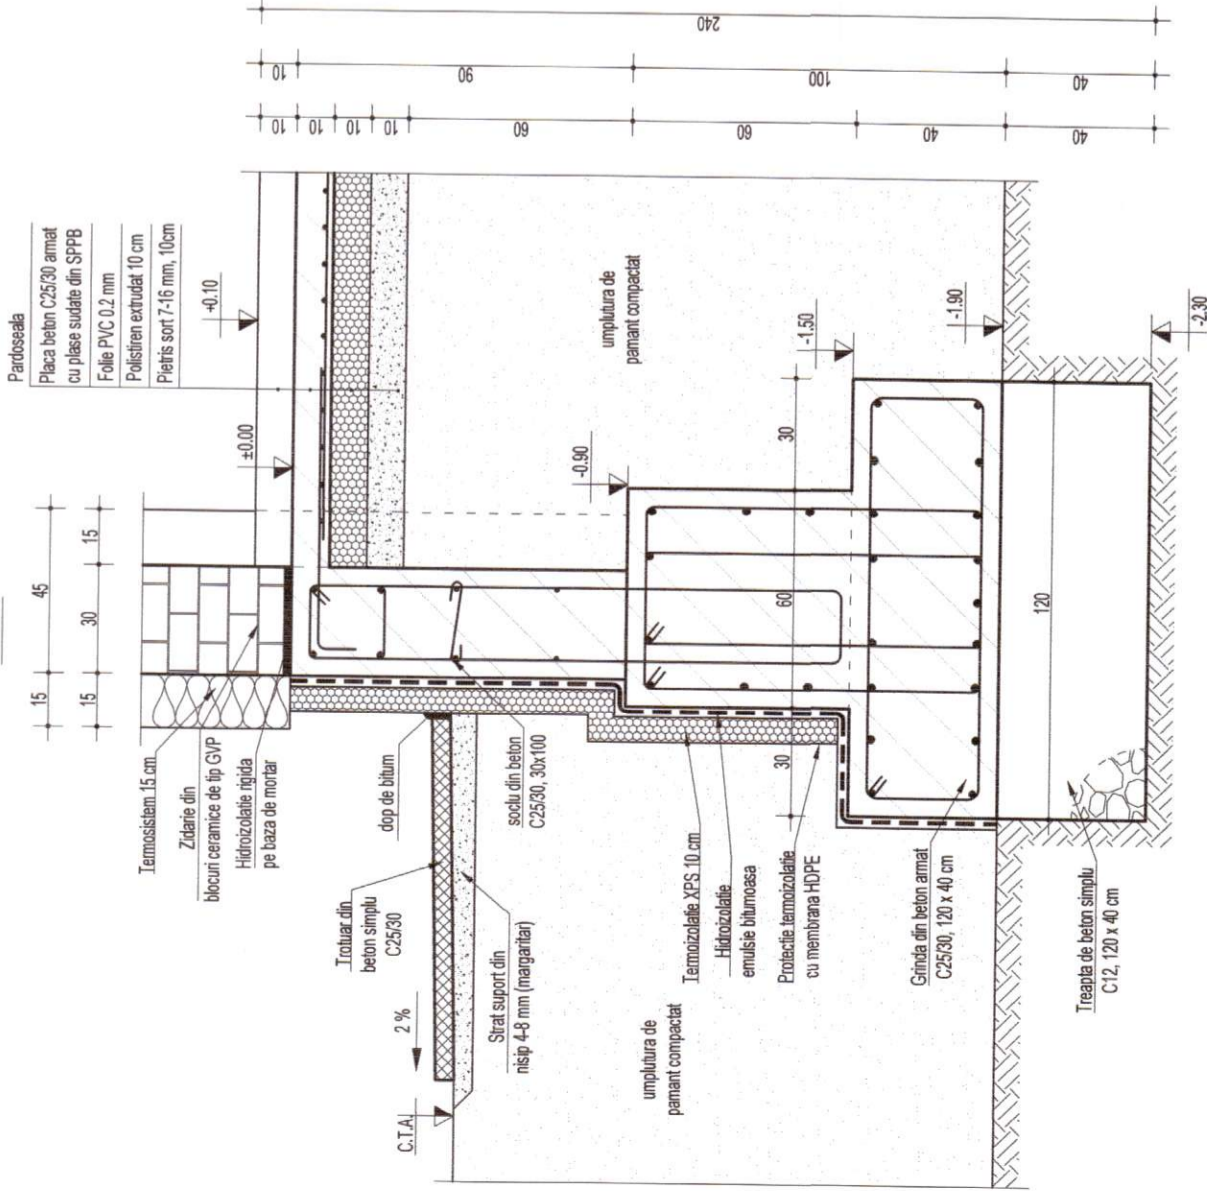 Pardoseala
Placa beton C25/30 armat
cu plase sudate din SPPB
Folie PVC 0.2 mm
Polistiren extrudat 10 cm
Pietris sort 7-16 mm, 10cm
+0.10
±0.00
45
15
15
30
15
Termosistem 15 cm
Zidarie din
blocuri ceramice de tip GVP
Hidroizolatie rigida
pe baza de mortar
dop de bitum
soclu din beton
C25/30, 30x100
Trotuar din
beton simplu
C25/30
2 %
Strat suport din
nisip 4-8 mm (margaritar)
C.T.A.
umplutura de
pamant compactat
umplutura de
pamant compactat
-0.90
-1.50
-1.90
-2.30
30
60
30
120
Termoizolatie XPS 10 cm
Hidroizolatie
emulsie bitumoasa
Protectie termoizolatie
cu membrana HDPE
Grinda din beton armat
C25/30, 120 x 40 cm
Treapta de beton simplu
C12, 120 x 40 cm
240
10
90
100
40
10
10
10
10
60
60
40
40